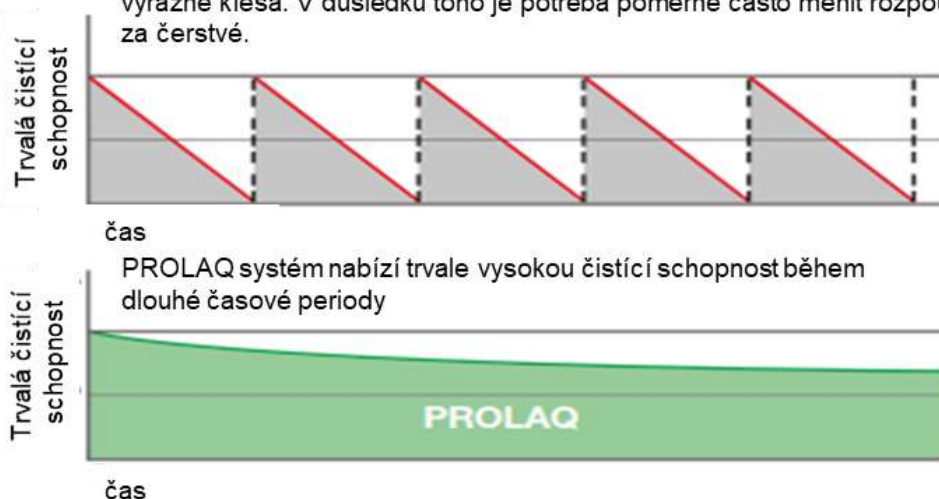 výrazně klesá. V důsledku toho je potřeba poměrně často měnit
za čerstvé.
Trvalá čistící
schopnost
čas
PROLAQ systém nabízí trvale vysokou čistící schopnost během
dlouhé časové periody
Trvalá čistící
schopnost
PROLAQ
čas